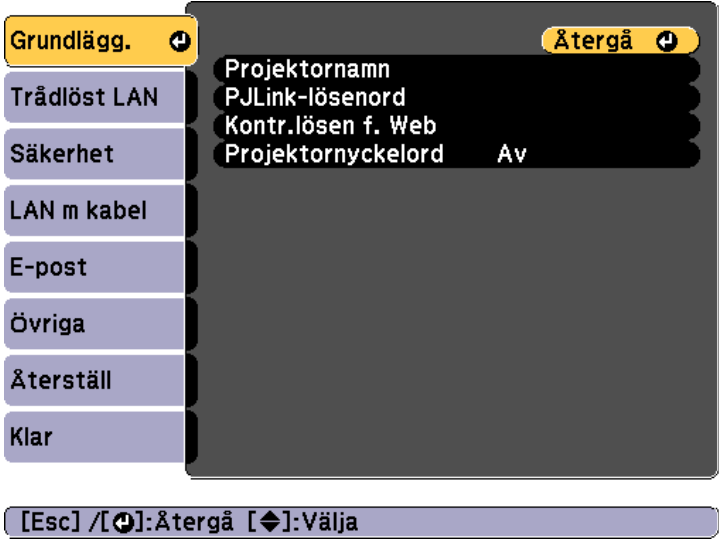 Grundlägg.
Trådlöst LAN
Säkerhet
LAN m kabel
E-post
Övriga
Återställ
Klar
Återgå
Projektornamn
PJLink-lösenord
Kontr.lösen f. Web
Projektornyckelord Av
[Esc] /[⏎]:Återgå [◆]:Välja